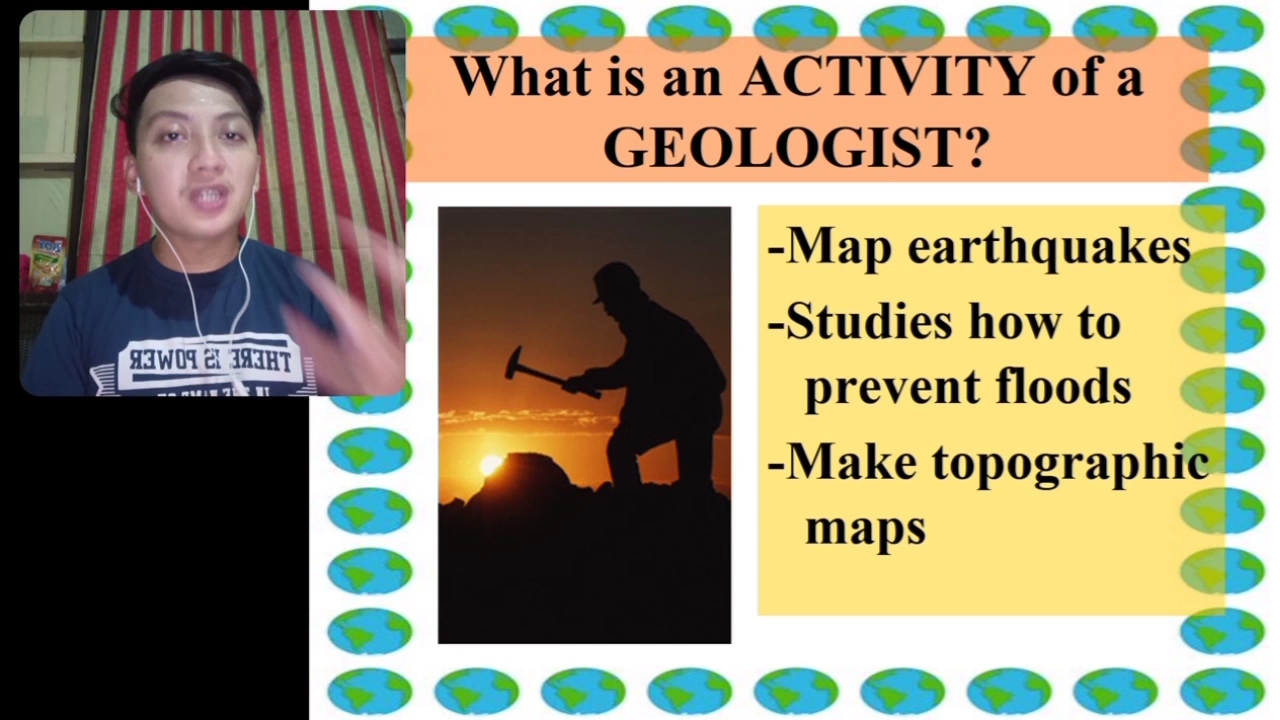 What is an ACTIVITY of a
GEOLOGIST?
-Map earthquakes
-Studies how to
prevent floods
-Make topographic
maps
THERE IS POWER